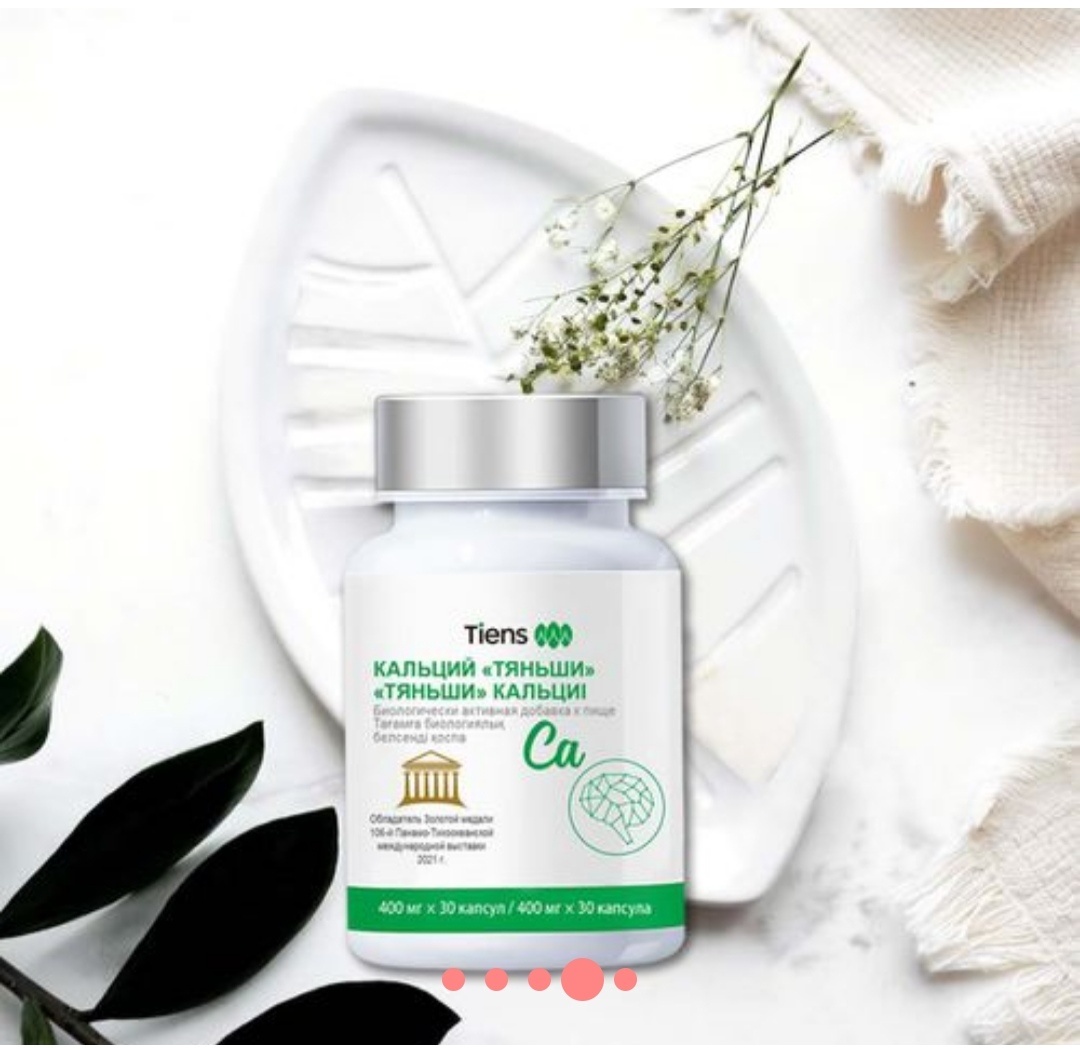 Tiens
КАЛЬЦИЙ «ТЯНЬШИ»
«ТЯНЬШИ» КАЛЬЦИІ
Биологически активная добавка к пище
Тағамға биологиялық
белсенді қоспа
Ca
Обладатель Золотой медали
106-й Панамо-Тихоокеанской
международной выставки
2021 г.
400 мг × 30 капсул / 400 мг × 30 капсула